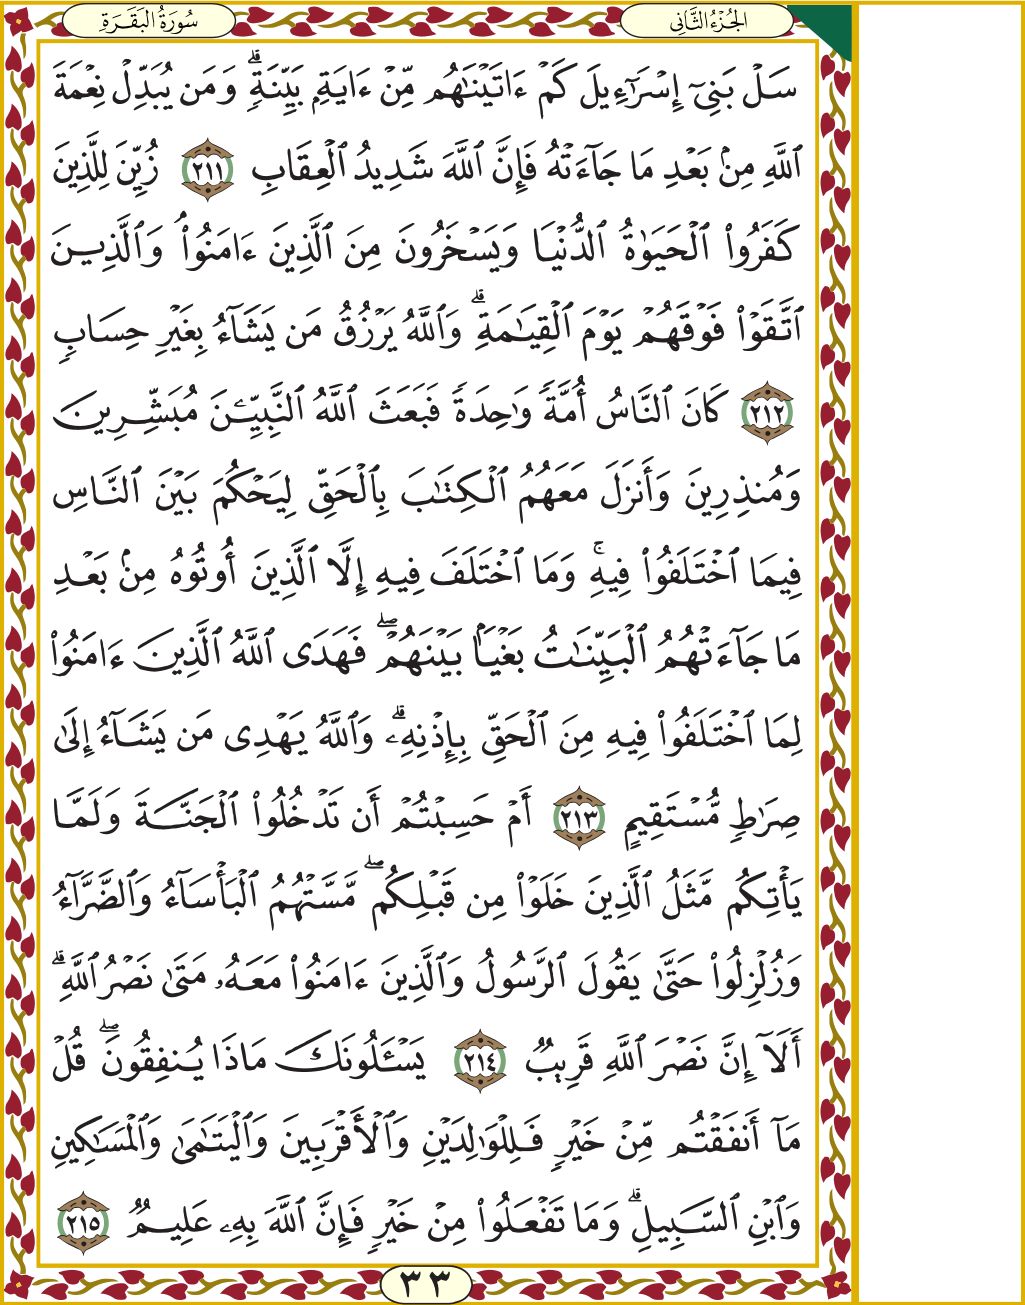 الجُزْءُ الثَّانِي
سُورَةُ البَقَرَةِ
سَلْ بَنِىٓ إِسْرَٰٓءِيلَ كَمْ ءَاتَيْنَٰهُم مِّنْ ءَايَةٍۭ بَيِّنَةٍۢ ۗ وَمَن يُبَدِّلْ نِعْمَةَ
ٱللَّهِ مِنۢ بَعْدِ مَا جَآءَتْهُ فَإِنَّ ٱللَّهَ شَدِيدُ ٱلْعِقَابِ ٢١١ زُيِّنَ لِلَّذِينَ
كَفَرُوا۟ ٱلْحَيَوٰةُ ٱلدُّنْيَا وَيَسْخَرُونَ مِنَ ٱلَّذِينَ ءَامَنُوا۟ ۘ وَٱلَّذِينَ
ٱتَّقَوْا۟ فَوْقَهُمْ يَوْمَ ٱلْقِيَٰمَةِ ۗ وَٱللَّهُ يَرْزُقُ مَن يَشَآءُ بِغَيْرِ حِسَابٍۢ
٢١٢ كَانَ ٱلنَّاسُ أُمَّةًۭ وَٰحِدَةًۭ فَبَعَثَ ٱللَّهُ ٱلنَّبِيِّـۧنَ مُبَشِّرِينَ
وَمُنذِرِينَ وَأَنزَلَ مَعَهُمُ ٱلْكِتَٰبَ بِٱلْحَقِّ لِيَحْكُمَ بَيْنَ ٱلنَّاسِ
فِيمَا ٱخْتَلَفُوا۟ فِيهِ ۚ وَمَا ٱخْتَلَفَ فِيهِ إِلَّا ٱلَّذِينَ أُوتُوهُ مِنۢ بَعْدِ
مَا جَآءَتْهُمُ ٱلْبَيِّنَٰتُ بَغْيًۢا بَيْنَهُمْ ۖ فَهَدَى ٱللَّهُ ٱلَّذِينَ ءَامَنُوا۟
لِمَا ٱخْتَلَفُوا۟ فِيهِ مِنَ ٱلْحَقِّ بِإِذْنِهِۦ ۗ وَٱللَّهُ يَهْدِى مَن يَشَآءُ إِلَىٰ
صِرَٰطٍۢ مُّسْتَقِيمٍ ٢١٣ أَمْ حَسِبْتُمْ أَن تَدْخُلُوا۟ ٱلْجَنَّةَ وَلَمَّا
يَأْتِكُم مَّثَلُ ٱلَّذِينَ خَلَوْا۟ مِن قَبْلِكُم ۖ مَّسَّتْهُمُ ٱلْبَأْسَآءُ وَٱلضَّرَّآءُ
وَزُلْزِلُوا۟ حَتَّىٰ يَقُولَ ٱلرَّسُولُ وَٱلَّذِينَ ءَامَنُوا۟ مَعَهُۥ مَتَىٰ نَصْرُ ٱللَّهِ ۗ
أَلَآ إِنَّ نَصْرَ ٱللَّهِ قَرِيبٌۭ ٢١٤ يَسْـَٔلُونَكَ مَاذَا يُنفِقُونَ ۖ قُلْ
مَآ أَنفَقْتُم مِّنْ خَيْرٍۢ فَلِلْوَٰلِدَيْنِ وَٱلْأَقْرَبِينَ وَٱلْيَتَٰمَىٰ وَٱلْمَسَٰكِينِ
وَٱبْنِ ٱلسَّبِيلِ ۗ وَمَا تَفْعَلُوا۟ مِنْ خَيْرٍۢ فَإِنَّ ٱللَّهَ بِهِۦ عَلِيمٌۭ ٢١٥
٣٣